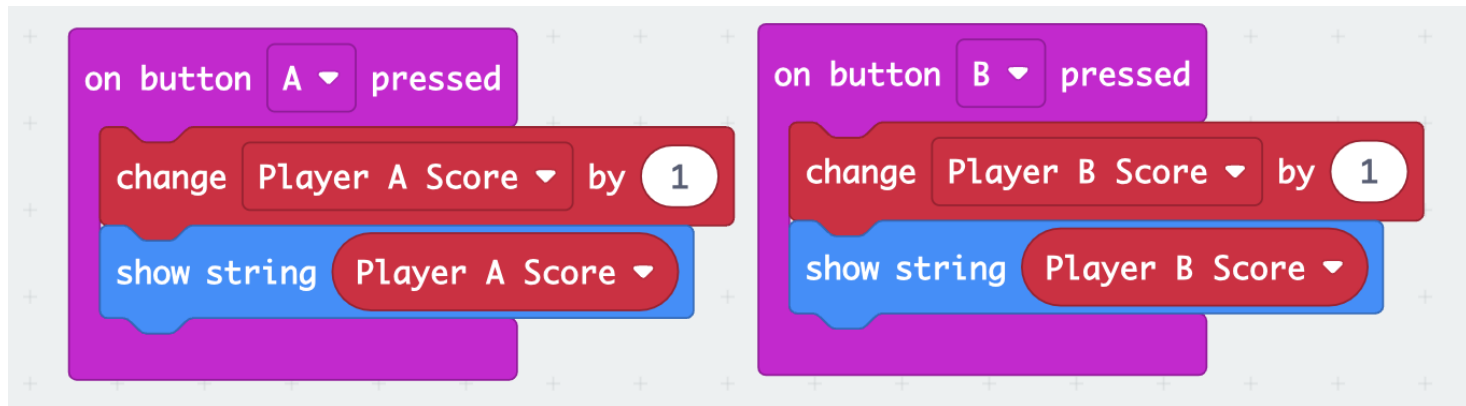 on button A pressed
change Player A Score by 1
show string Player A Score
on button B pressed
change Player B Score by 1
show string Player B Score